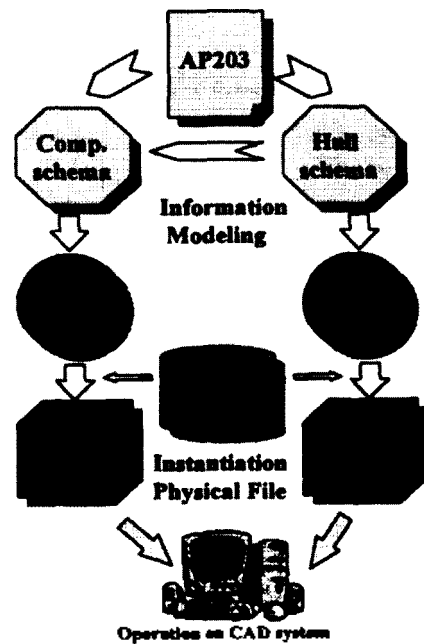 AP203
Comp.
schema
Hull
schema
Information
Modeling
Instantiation
Physical File
Operation on CAD system